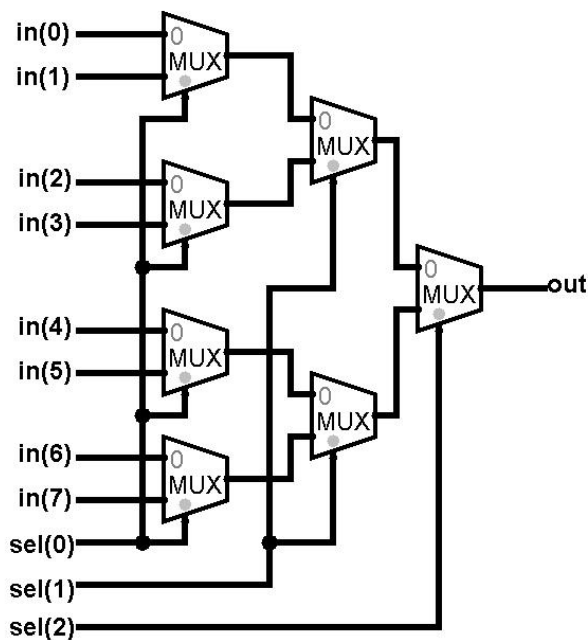 in(0)
0
MUX
in(1)
0
MUX
in(2)
0
MUX
in(3)
0
MUX
out
in(4)
0
MUX
in(5)
0
MUX
in(6)
0
MUX
in(7)
sel(0)
sel(1)
sel(2)